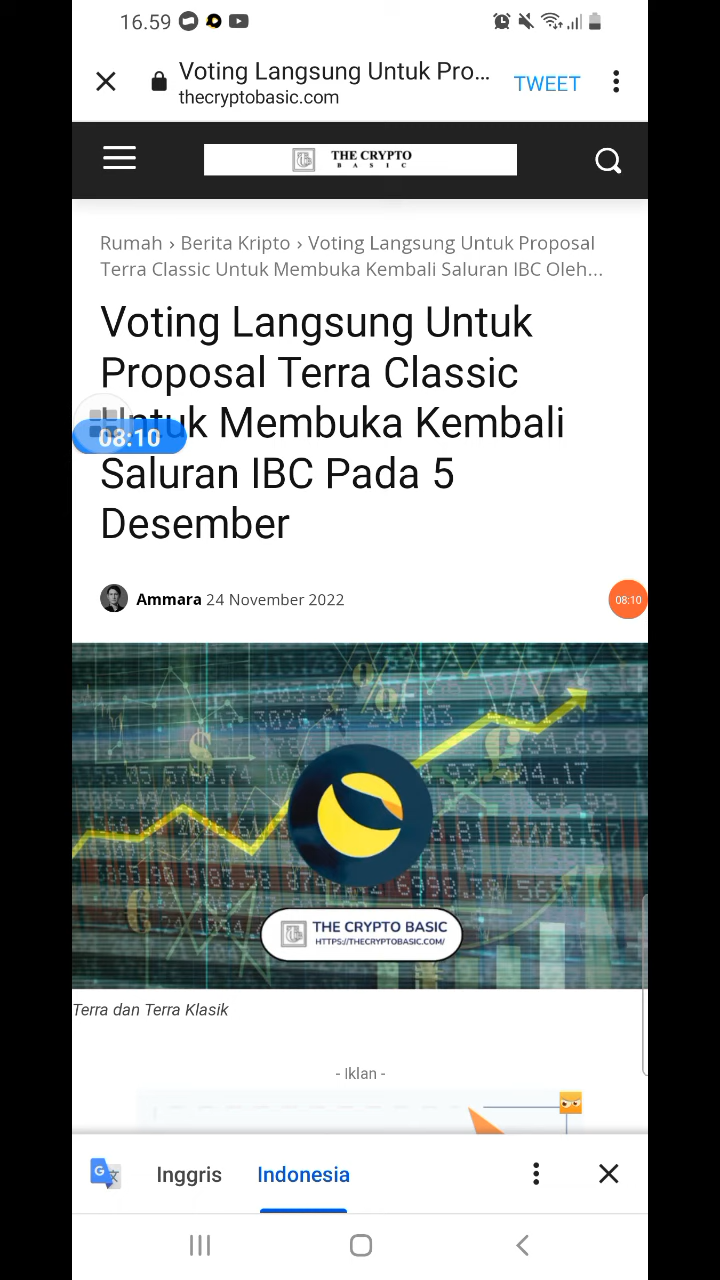 16.59
Voting Langsung Untuk Pro...
thecryptobasic.com
TWEET
THE CRYPTO
BASIC
Rumah › Berita Kripto › Voting Langsung Untuk Proposal
Terra Classic Untuk Membuka Kembali Saluran IBC Oleh...
Voting Langsung Untuk
Proposal Terra Classic
Untuk Membuka Kembali
08:10
Saluran IBC Pada 5
Desember
Ammara 24 November 2022
08:10
THE CRYPTO BASIC
HTTPS://THECRYPTOBASIC.COM/
Terra dan Terra Klasik
- Iklan -
Inggris Indonesia